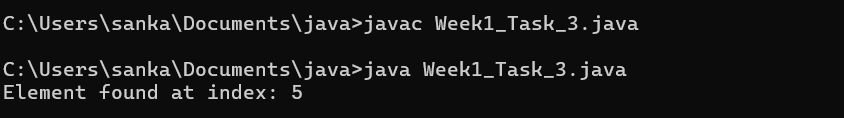 C:\Users\sanka\Documents\java>javac Week1_Task_3.java
C:\Users\sanka\Documents\java>java Week1_Task_3.java
Element found at index: 5